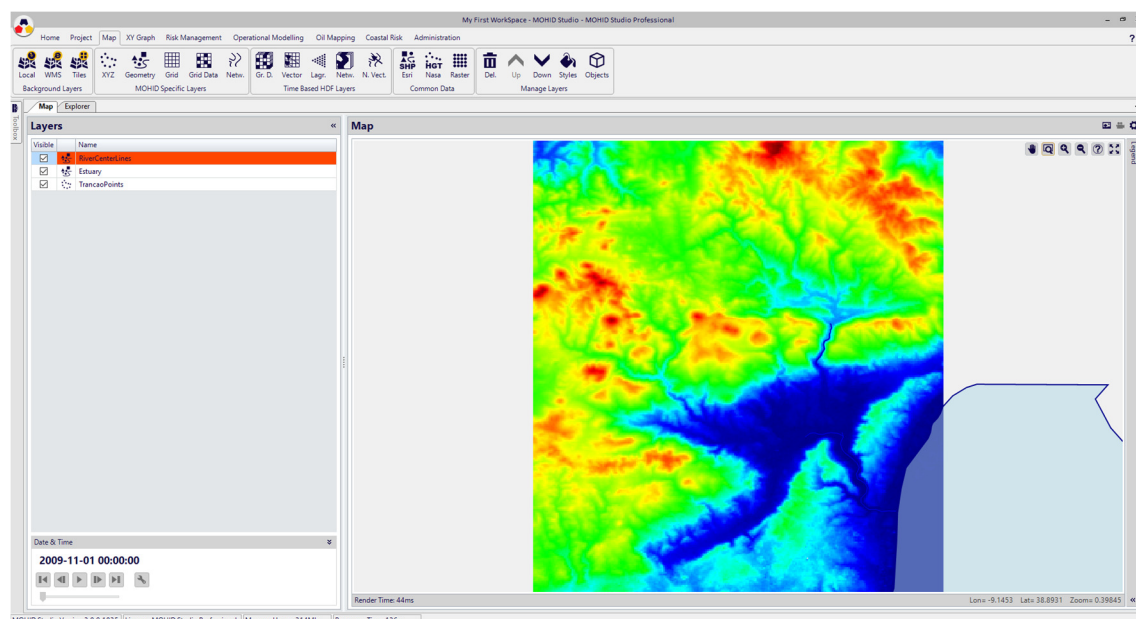 My First WorkSpace - MOHID Studio - MOHID Studio Professional
Home Project Map XY Graph Risk Management Operational Modelling Oil Mapping Coastal Risk Administration ?
SHP HGT
Local WMS Tiles XYZ Geometry Grid Grid Data Netw. Gr. D. Vector Lagr. Netw. N. Vect. Esri Nasa Raster Del. Up Down Styles Objects
Background Layers MOHID Specific Layers Time Based HDF Layers Common Data Manage Layers
Map Explorer
Toolbox
Layers «
Visible Name
RiverCenterLines
Estuary
TrancaoPoints
Map
Legend
Date & Time
2009-11-01 00:00:00
Render Time: 44ms
Lon= -9.1453 Lat= 38.8931 Zoom= 0.39845 «